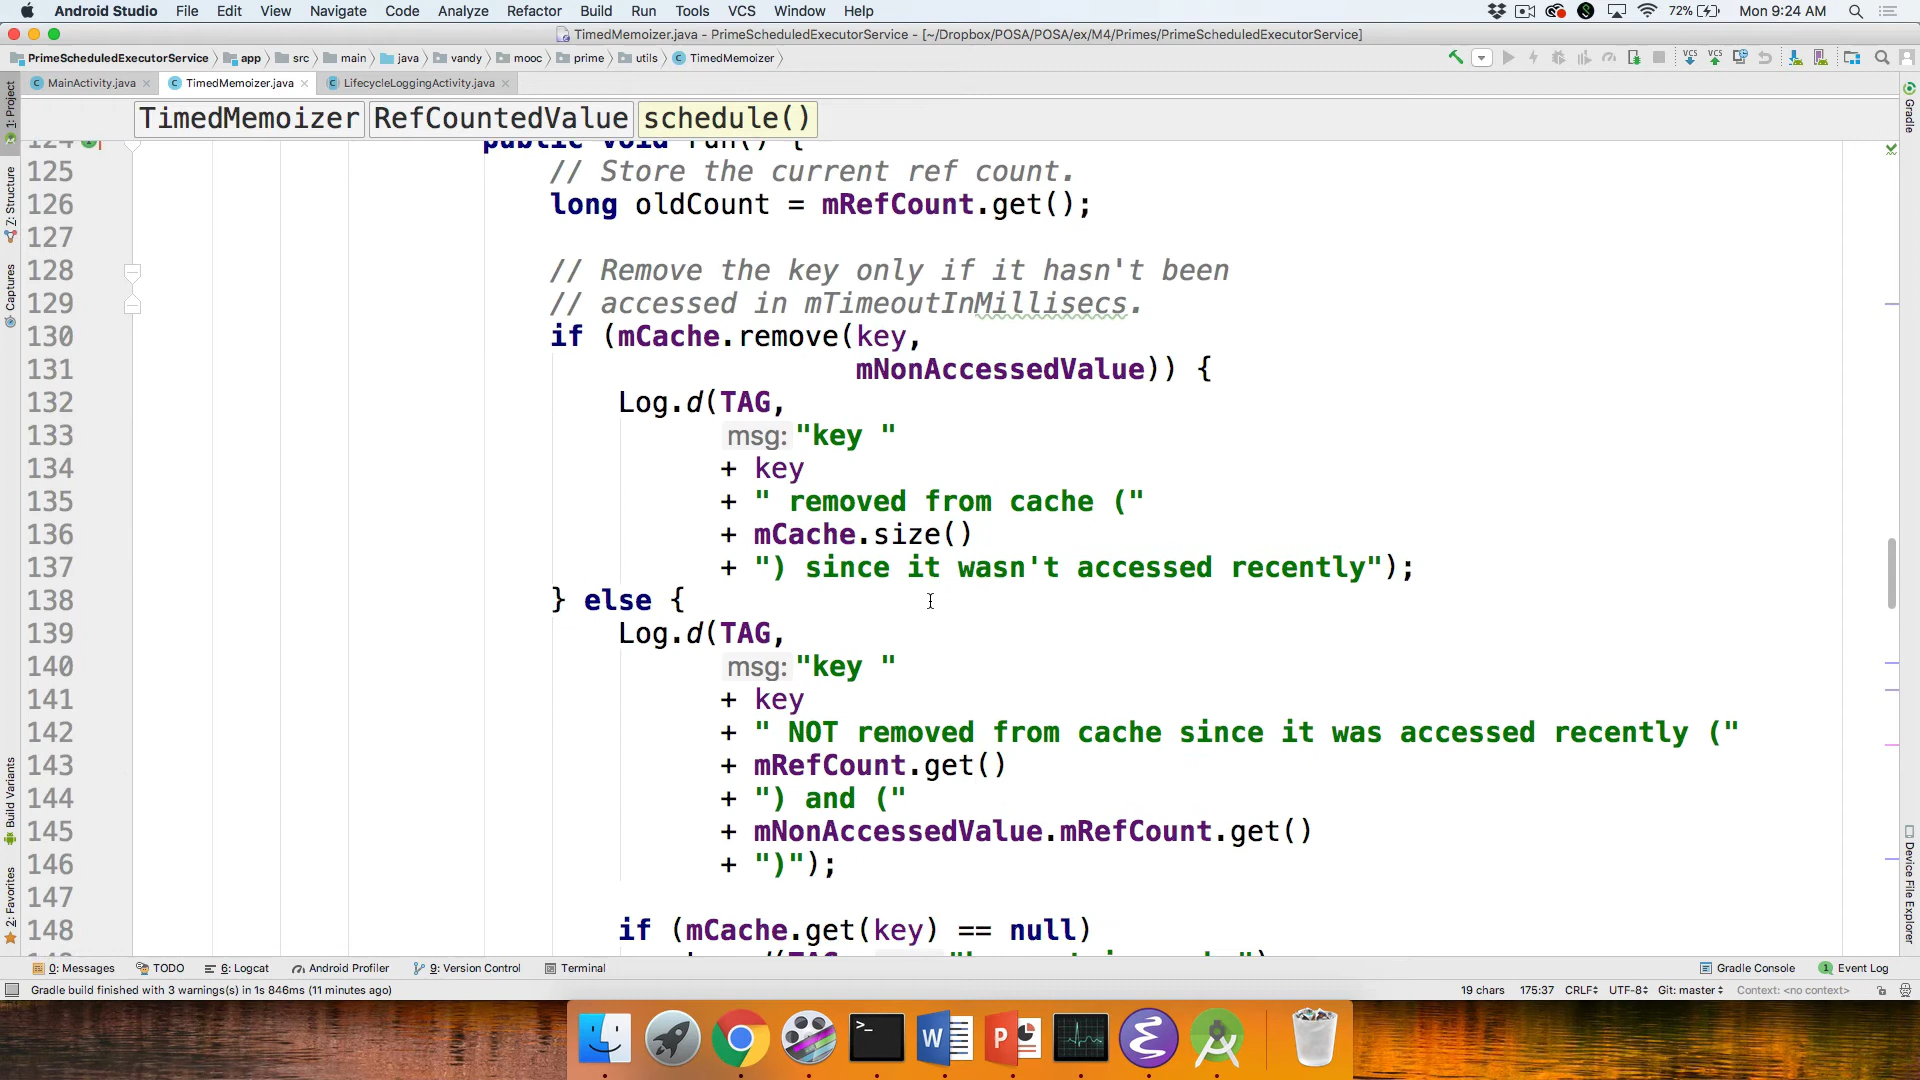 Android Studio File Edit View Navigate Code Analyze Refactor Build Run Tools VCS Window Help 72% Mon 9:24 AM
TimedMemoizer.java - PrimeScheduledExecutorService - [~/Dropbox/POSA/POSA/ex/M4/Primes/PrimeScheduledExecutorService]
PrimeScheduledExecutorService app src main java vandy mooc prime utils TimedMemoizer
MainActivity.java TimedMemoizer.java LifecycleLoggingActivity.java
TimedMemoizer RefCountedValue schedule()
124 public void run() {
125 // Store the current ref count.
126 long oldCount = mRefCount.get();
127
128 // Remove the key only if it hasn't been
129 // accessed in mTimeoutInMillisecs.
130 if (mCache.remove(key,
131 mNonAccessedValue)) {
132 Log.d(TAG,
133 msg: "key "
134 + key
135 + " removed from cache ("
136 + mCache.size()
137 + ") since it wasn't accessed recently");
138 } else {
139 Log.d(TAG,
140 msg: "key "
141 + key
142 + " NOT removed from cache since it was accessed recently ("
143 + mRefCount.get()
144 + ") and ("
145 + mNonAccessedValue.mRefCount.get()
146 + ")");
147
148 if (mCache.get(key) == null)
1: Project
7: Structure
Captures
Build Variants
2: Favorites
Gradle
Device File Explorer
0: Messages TODO 6: Logcat Android Profiler 9: Version Control Terminal Gradle Console 1 Event Log
Gradle build finished with 3 warnings(s) in 1s 846ms (11 minutes ago) 19 chars 175:37 CRLF UTF-8 Git: master Context: <no context>